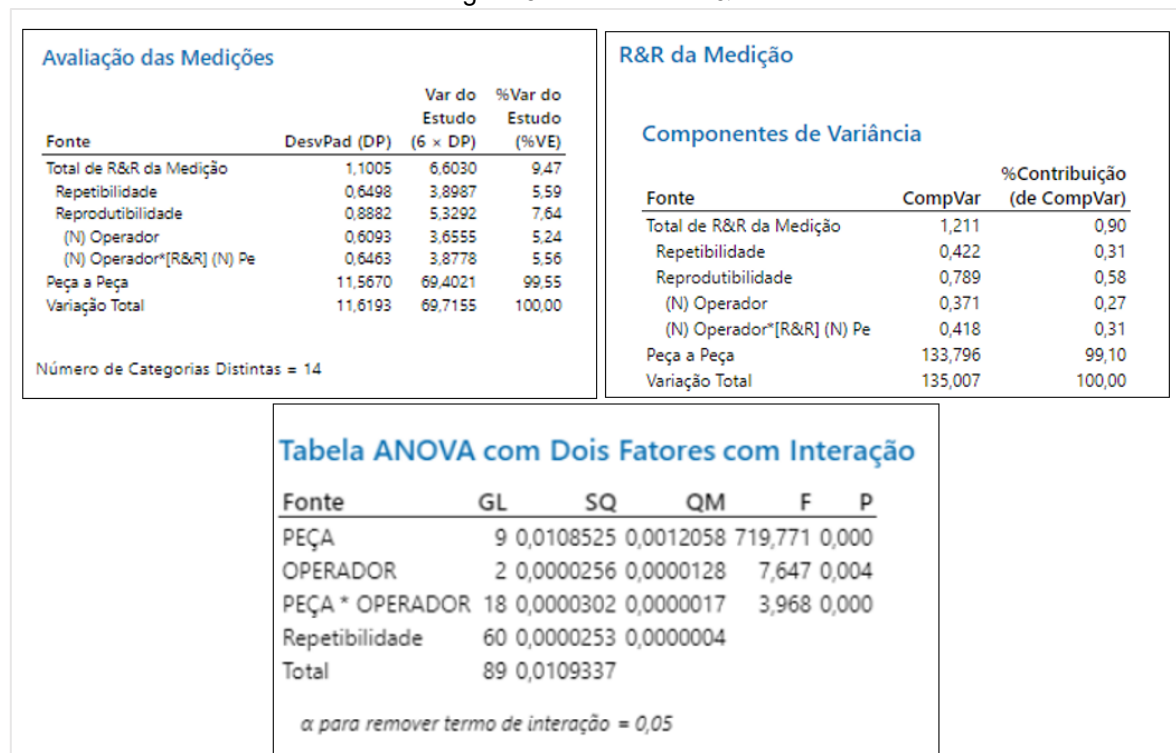 Avaliação das Medições
Var do %Var do
Estudo Estudo
Fonte DesvPad (DP) (6 × DP) (%VE)
Total de R&R da Medição 1,1005 6,6030 9,47
Repetibilidade 0,6498 3,8987 5,59
Reprodutibilidade 0,8882 5,3292 7,64
(N) Operador 0,6093 3,6555 5,24
(N) Operador*[R&R] (N) Pe 0,6463 3,8778 5,56
Peça a Peça 11,5670 69,4021 99,55
Variação Total 11,6193 69,7155 100,00
Número de Categorias Distintas = 14
R&R da Medição
Componentes de Variância
%Contribuição
Fonte CompVar (de CompVar)
Total de R&R da Medição 1,211 0,90
Repetibilidade 0,422 0,31
Reprodutibilidade 0,789 0,58
(N) Operador 0,371 0,27
(N) Operador*[R&R] (N) Pe 0,418 0,31
Peça a Peça 133,796 99,10
Variação Total 135,007 100,00
Tabela ANOVA com Dois Fatores com Interação
Fonte GL SQ QM F P
PEÇA 9 0,0108525 0,0012058 719,771 0,000
OPERADOR 2 0,0000256 0,0000128 7,647 0,004
PEÇA * OPERADOR 18 0,0000302 0,0000017 3,968 0,000
Repetibilidade 60 0,0000253 0,0000004
Total 89 0,0109337
α para remover termo de interação = 0,05